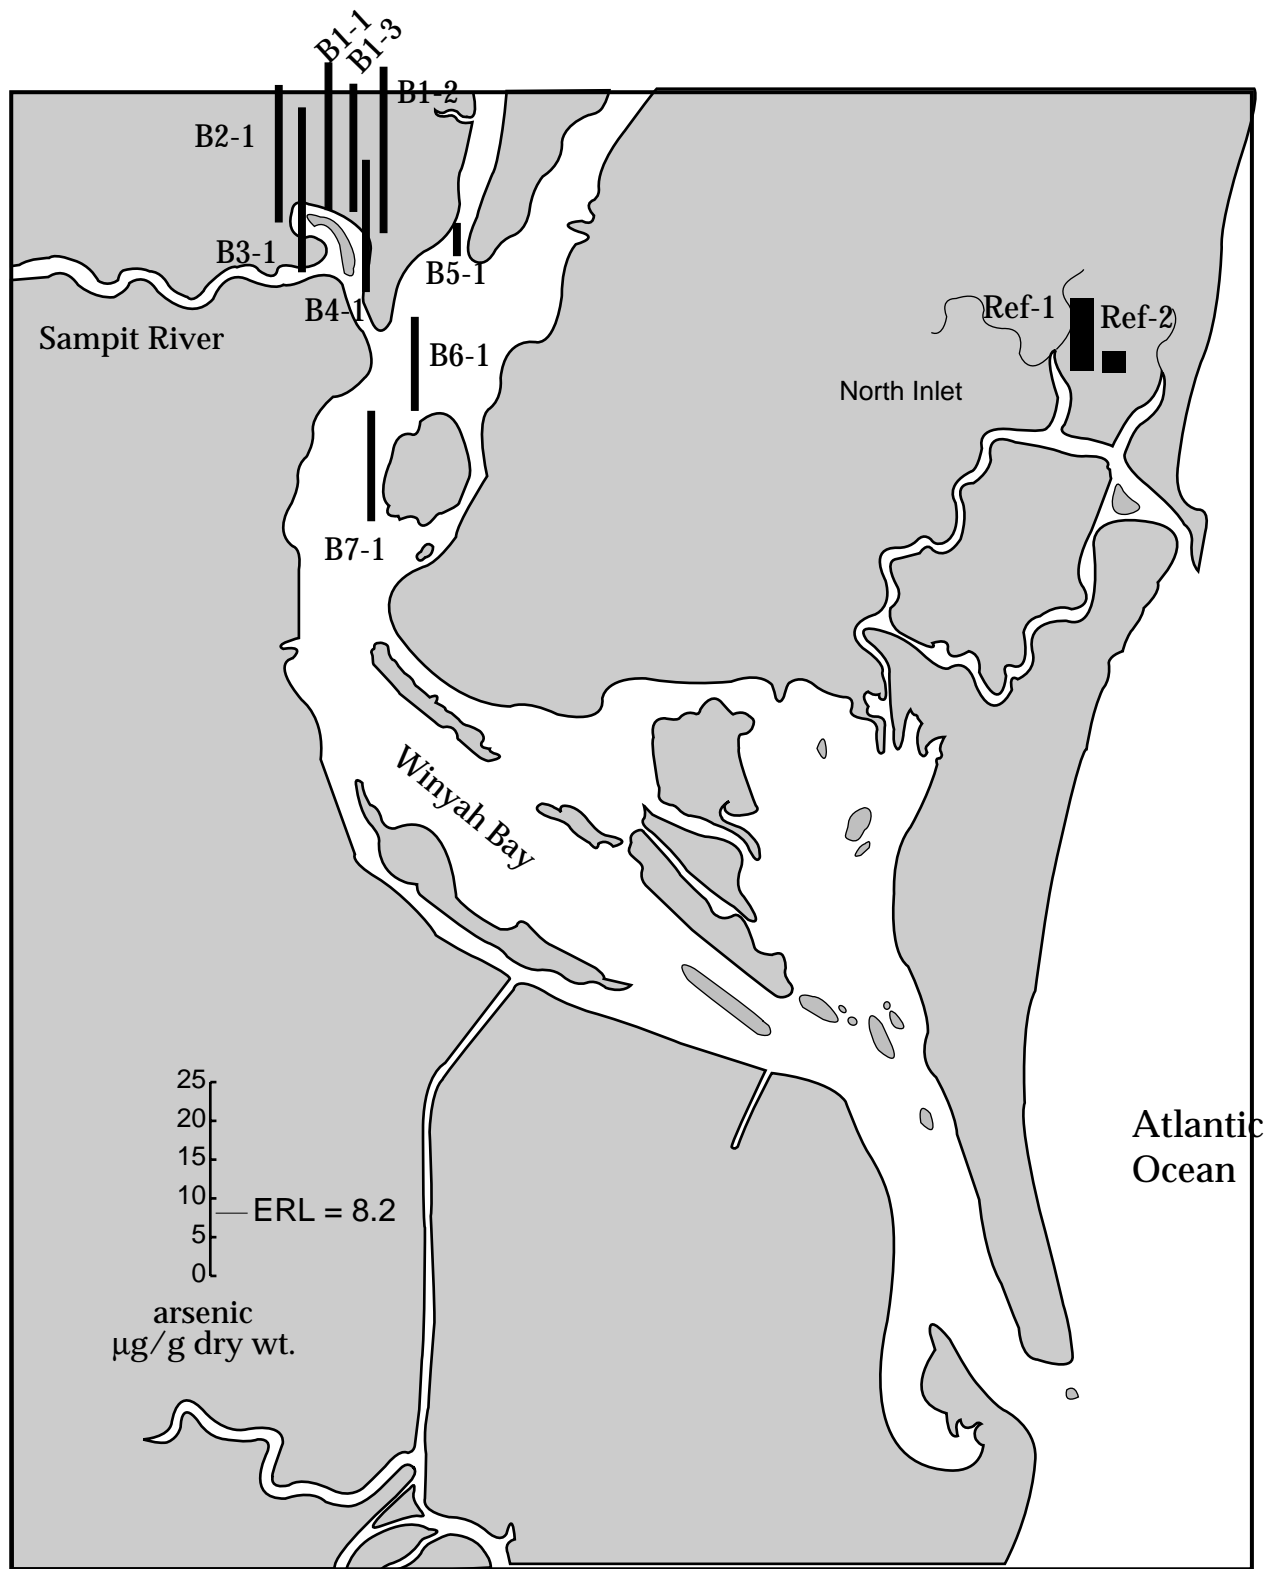 B1-1
B1-3
B1-2
B2-1
B3-1
B5-1
B4-1
Ref-1
Ref-2
Sampit River
B6-1
North Inlet
B7-1
Winyah Bay
25
20
15
10
5
0
ERL = 8.2
arsenic
µg/g dry wt.
Atlantic
Ocean